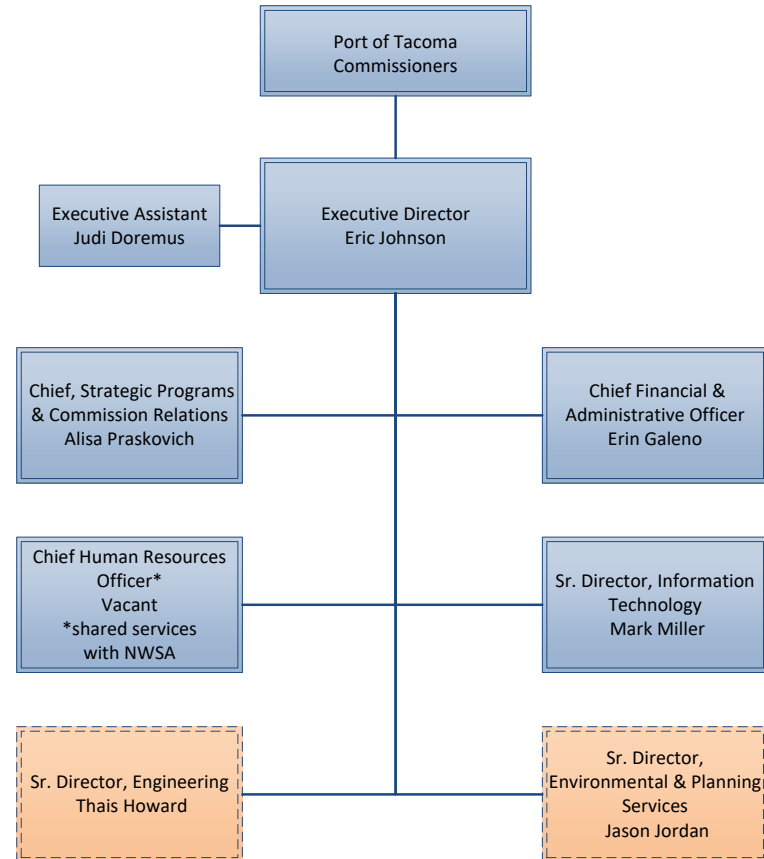 Port of Tacoma
Commissioners
Executive Assistant
Judi Doremus
Executive Director
Eric Johnson
Chief, Strategic Programs
& Commission Relations
Alisa Praskovich
Chief Financial &
Administrative Officer
Erin Galeno
Chief Human Resources
Officer*
Vacant
*shared services
with NWSA
Sr. Director, Information
Technology
Mark Miller
Sr. Director, Engineering
Thais Howard
Sr. Director,
Environmental & Planning
Services
Jason Jordan